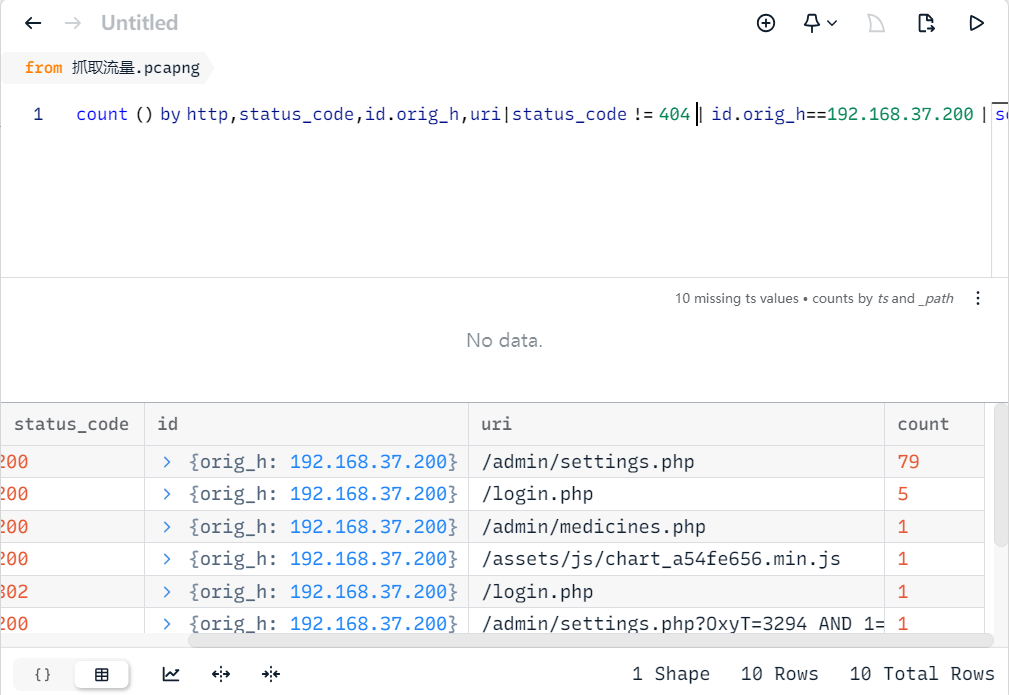 Untitled
from 抓取流量.pcapng
1 count () by http,status_code,id.orig_h,uri|status_code != 404 | id.orig_h==192.168.37.200 |
10 missing ts values • counts by ts and _path
No data.
status_code id uri count
200 > {orig_h: 192.168.37.200} /admin/settings.php 79
200 > {orig_h: 192.168.37.200} /login.php 5
200 > {orig_h: 192.168.37.200} /admin/medicines.php 1
200 > {orig_h: 192.168.37.200} /assets/js/chart_a54fe656.min.js 1
302 > {orig_h: 192.168.37.200} /login.php 1
200 > {orig_h: 192.168.37.200} /admin/settings.php?OxyT=3294 AND 1= 1
{} 1 Shape 10 Rows 10 Total Rows